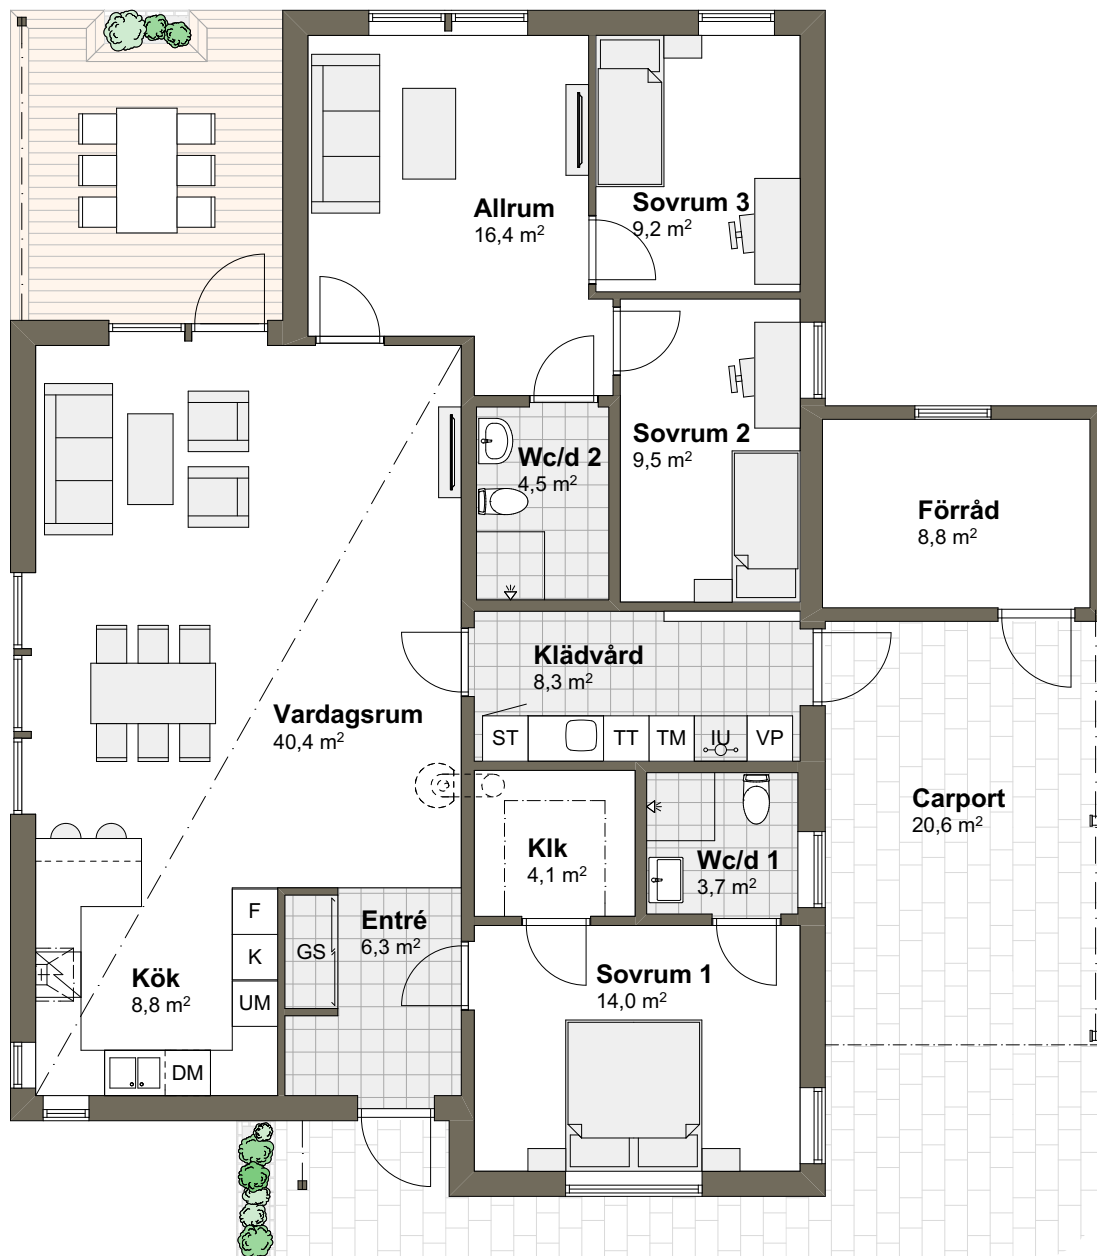 Allrum
16,4 m²
Sovrum 3
9,2 m²
Sovrum 2
9,5 m²
Wc/d 2
4,5 m²
Förråd
8,8 m²
Klädvård
8,3 m²
Vardagsrum
40,4 m²
ST
TT
TM
IU
VP
Carport
20,6 m²
Klk
4,1 m²
Wc/d 1
3,7 m²
F
K
UM
GS
Entré
6,3 m²
Kök
8,8 m²
Sovrum 1
14,0 m²
DM